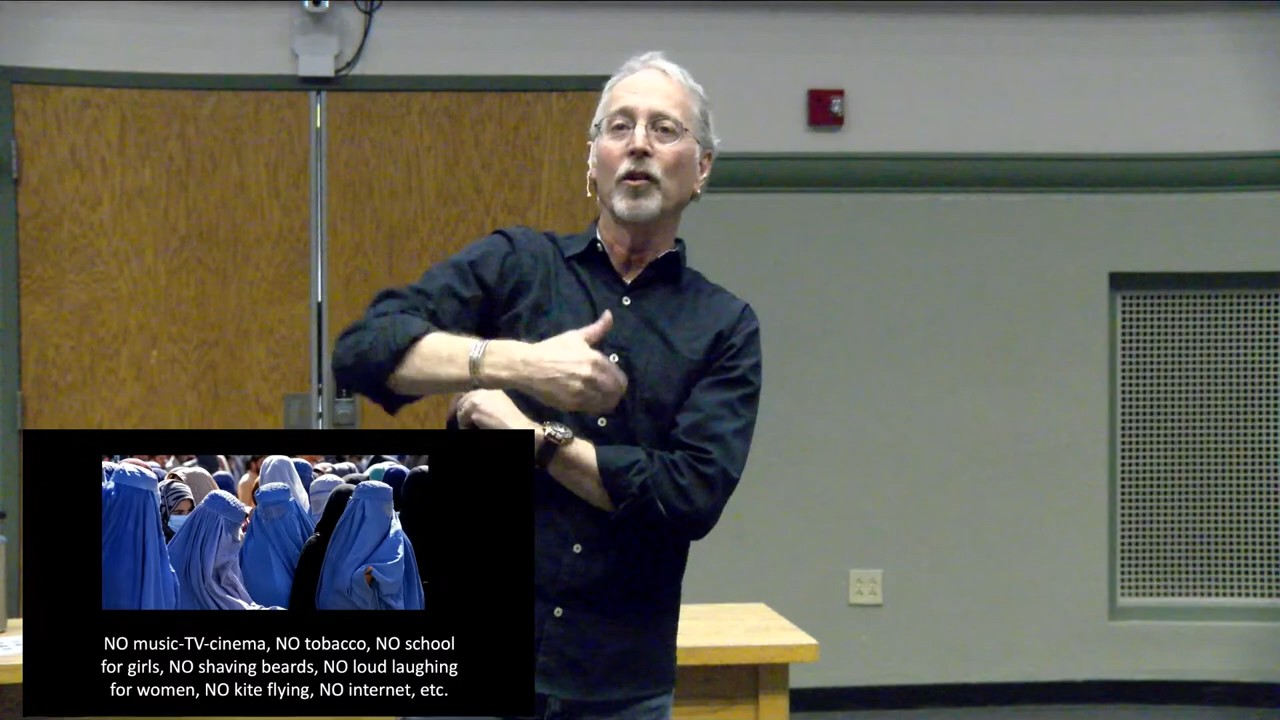 NO music-TV-cinema, NO tobacco, NO school
for girls, NO shaving beards, NO loud laughing
for women, NO kite flying, NO internet, etc.